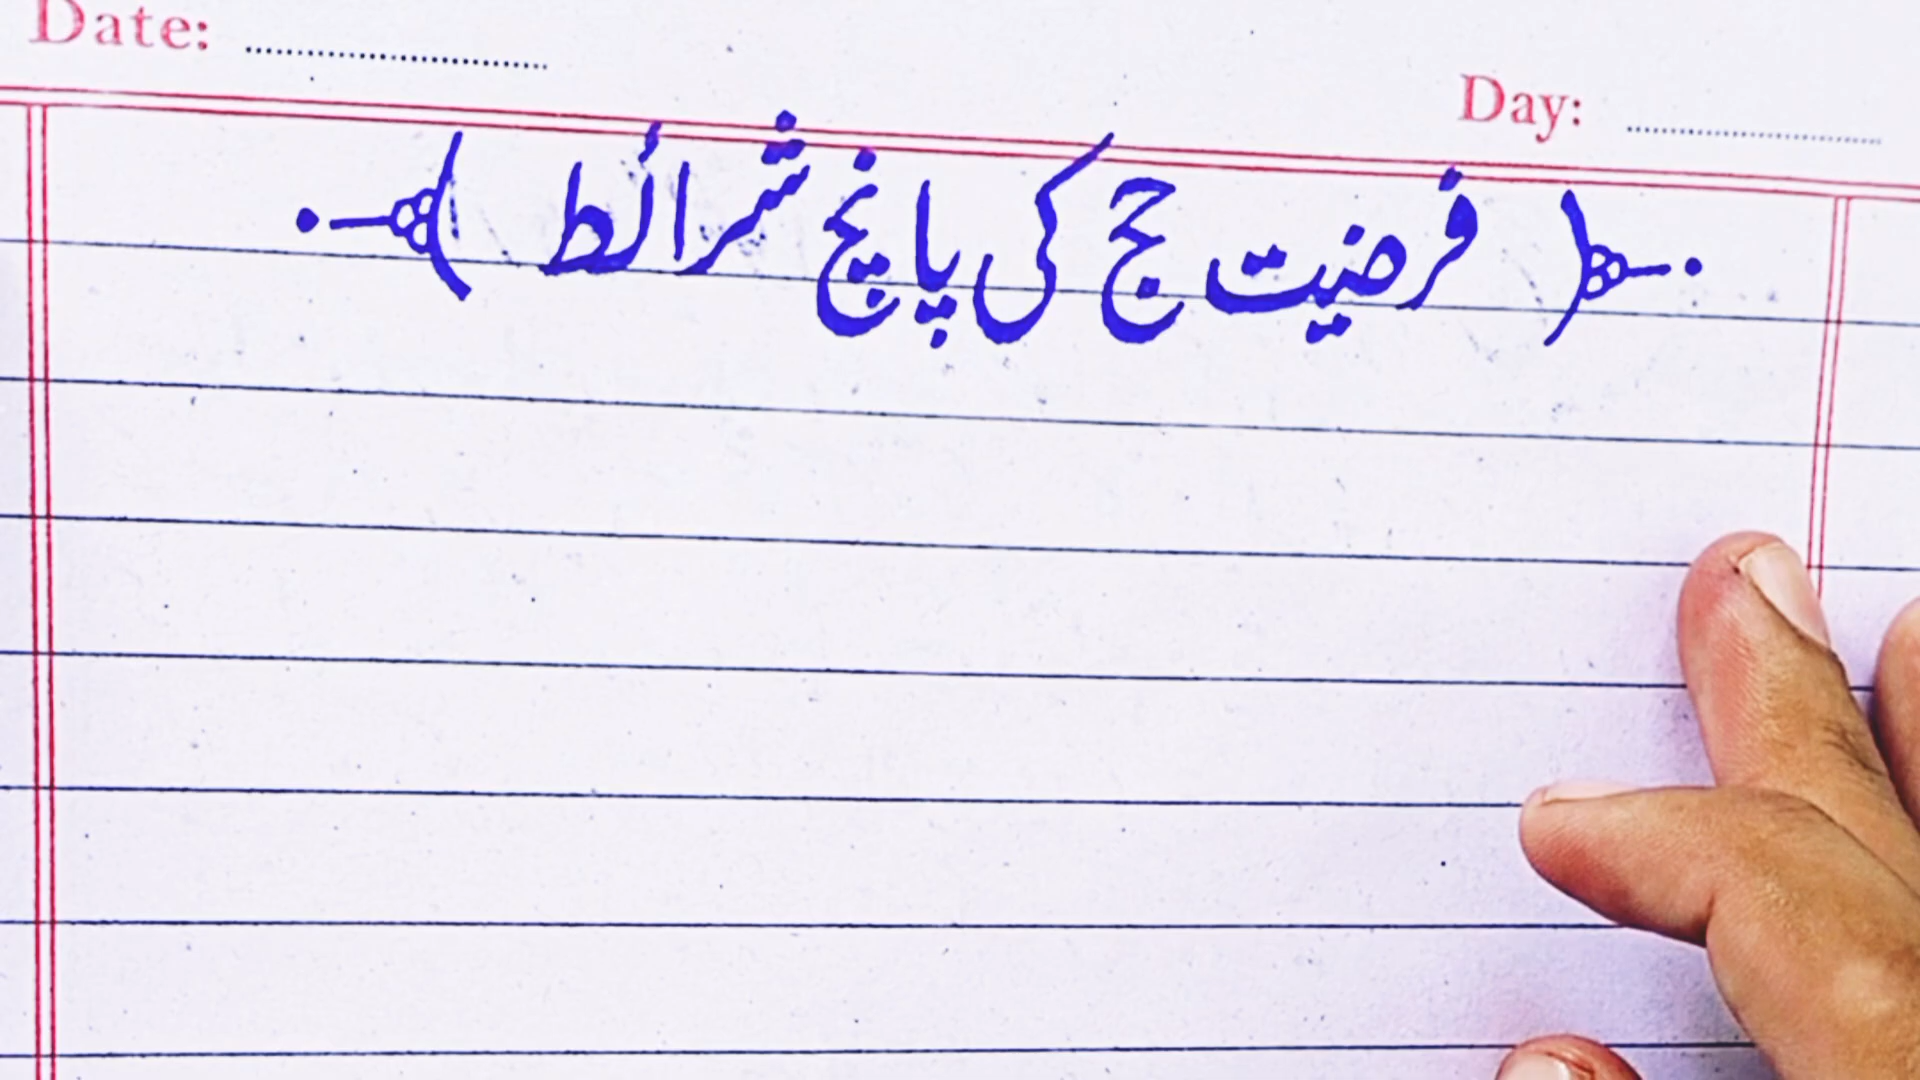 Date: ..............................
Day: ..............................
( فرضیت حج کی پانچ شرائط )